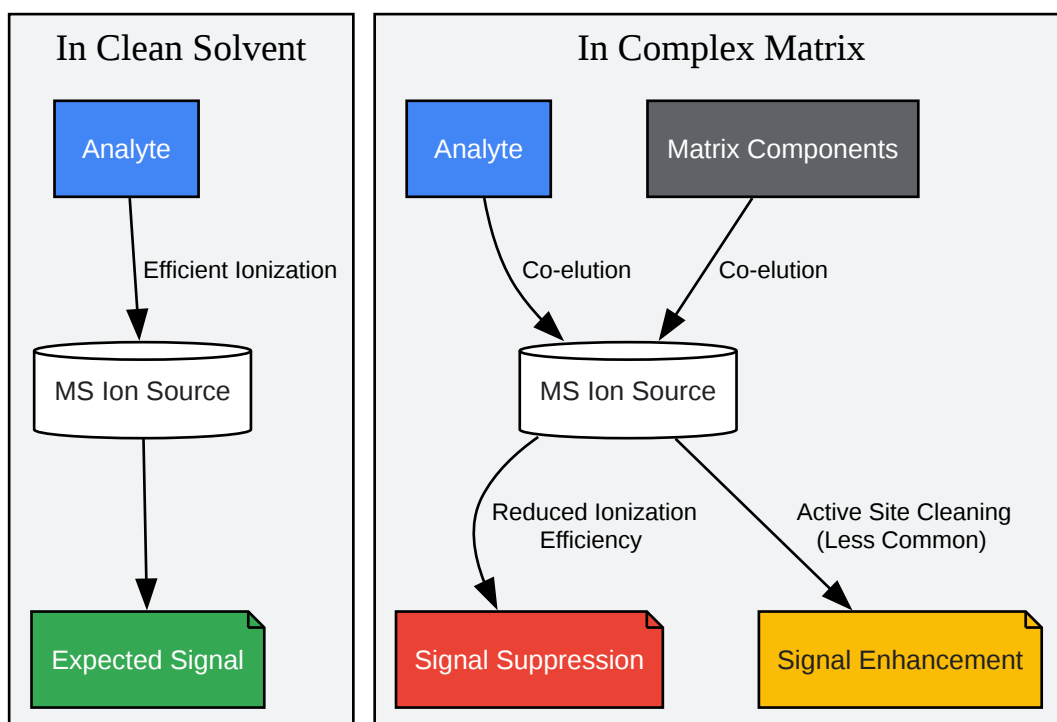 In Clean Solvent
Analyte
Efficient Ionization
MS Ion Source
Expected Signal
In Complex Matrix
Analyte
Matrix Components
Co-elution
Co-elution
MS Ion Source
Reduced Ionization
Efficiency
Active Site Cleaning
(Less Common)
Signal Suppression
Signal Enhancement